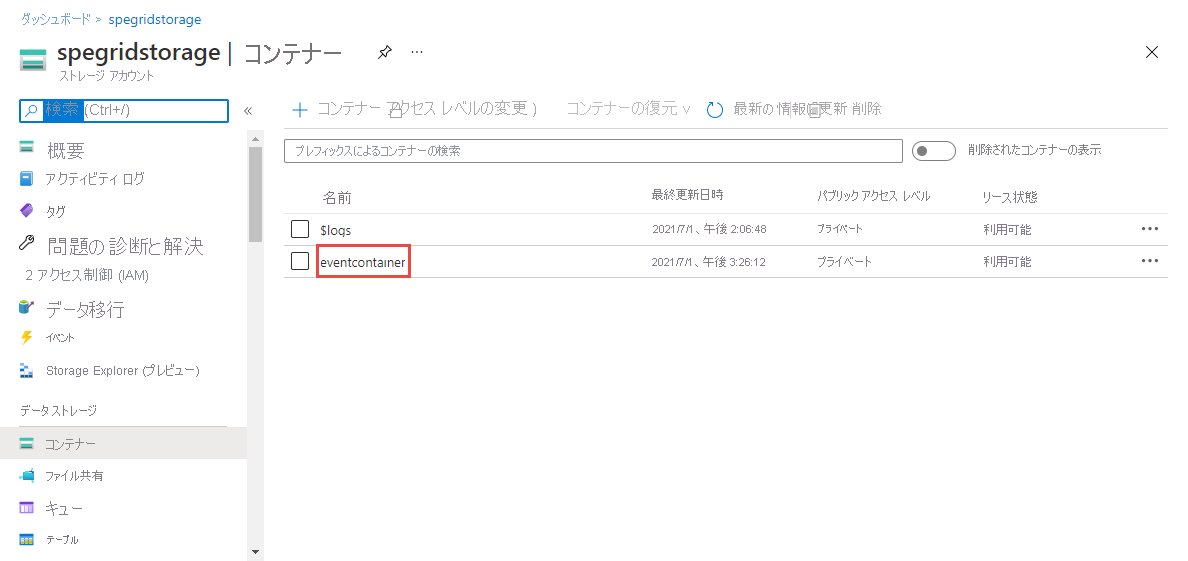 ダッシュボード > spegridstorage
spegridstorage | コンテナー ...
ストレージ アカウント
検索 (Ctrl+/) «
概要
アクティビティ ログ
タグ
問題の診断と解決
2 アクセス制御 (IAM)
データ移行
イベント
Storage Explorer (プレビュー)
データストレージ
コンテナー
ファイル共有
キュー
テーブル
+ コンテナー アクセス レベルの変更 ) コンテナーの復元 最新の情報に更新 削除
プレフィックスによるコンテナーの検索 削除されたコンテナーの表示
名前 最終更新日時 パブリック アクセス レベル リース状態
$logs 2021/7/1、午後 2:06:48 プライベート 利用可能 ...
eventcontainer 2021/7/1、午後 3:26:12 プライベート 利用可能 ...